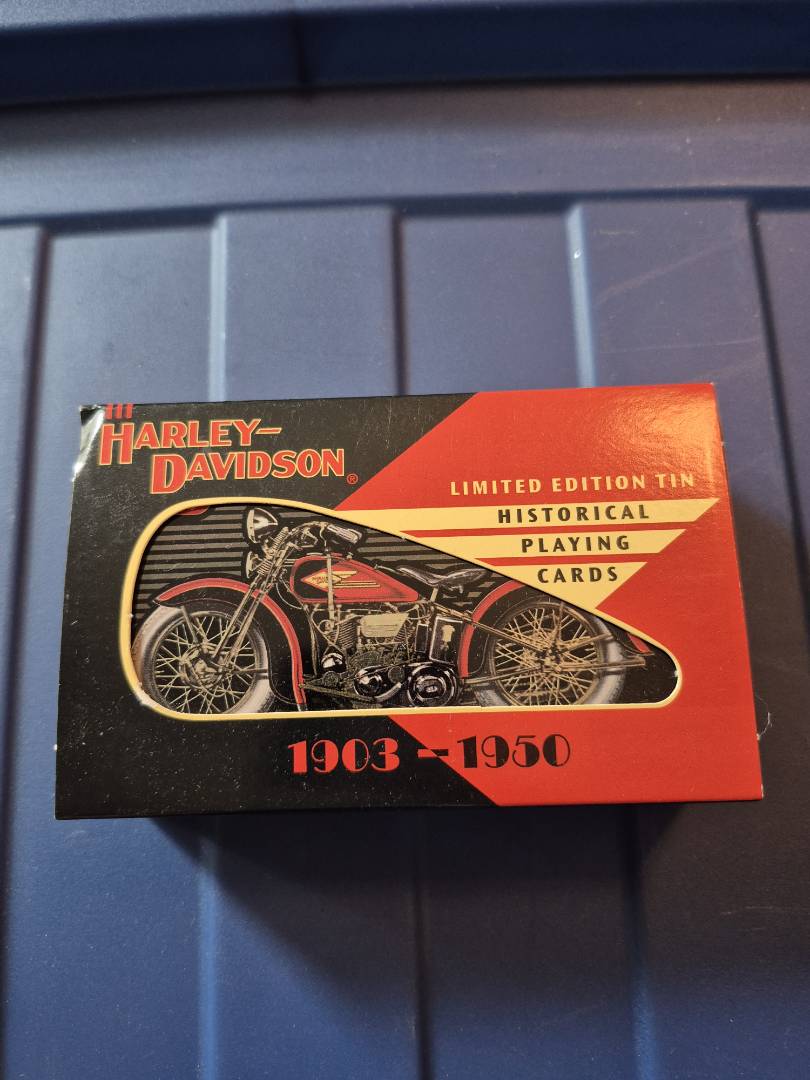 HARLEY-
DAVIDSON®
LIMITED EDITION TIN
HISTORICAL
PLAYING
CARDS
1903 - 1950